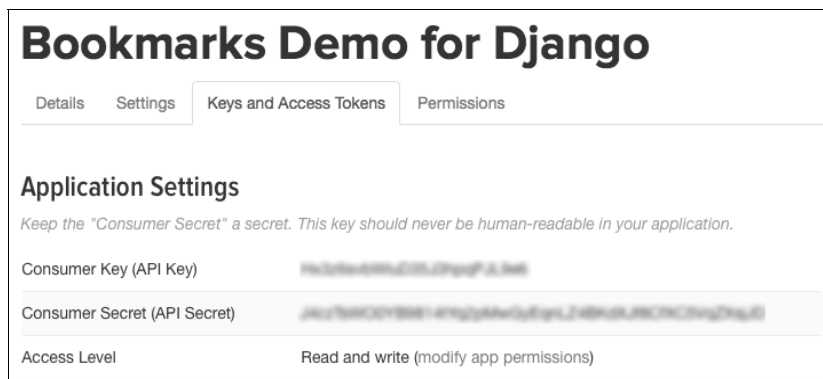 Bookmarks Demo for Django
Details Settings Keys and Access Tokens Permissions
Application Settings
Keep the "Consumer Secret" a secret. This key should never be human-readable in your application.
Consumer Key (API Key)
Consumer Secret (API Secret)
Access Level Read and write (modify app permissions)